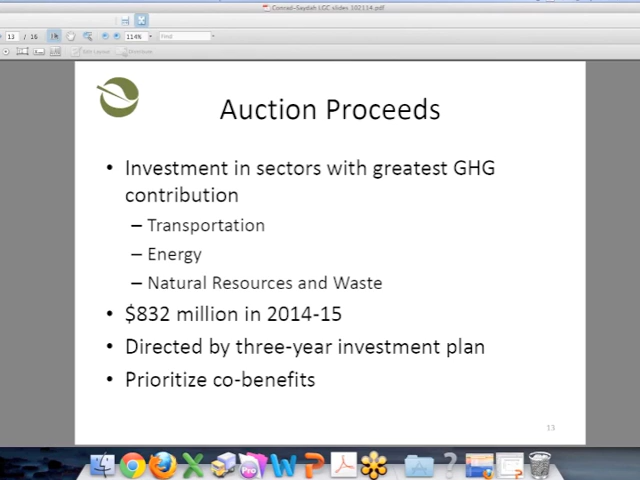 Conrad-Saydah LGC slides 102114.pdf
13 / 16
114%
Find
Edit Layout
Auction Proceeds
• Investment in sectors with greatest GHG
contribution
– Transportation
– Energy
– Natural Resources and Waste
• $832 million in 2014-15
• Directed by three-year investment plan
• Prioritize co-benefits
13